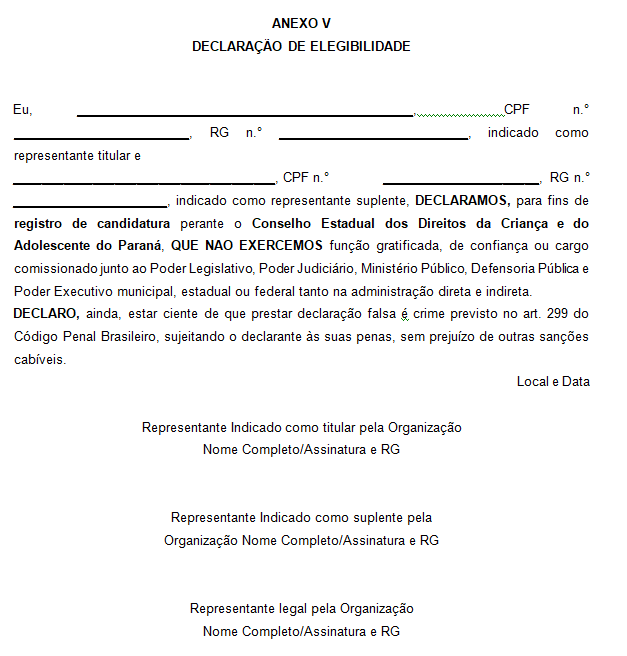 ANEXO V
DECLARAÇÃO DE ELEGIBILIDADE
Eu, ________________________________, CPF n.°
_________________, RG n.° __________________, indicado como
representante titular e
_________________________, CPF n.° _______________, RG n.°
_______________, indicado como representante suplente, DECLARAMOS, para fins de
registro de candidatura perante o Conselho Estadual dos Direitos da Criança e do
Adolescente do Paraná, QUE NAO EXERCEMOS função gratificada, de confiança ou cargo
comissionado junto ao Poder Legislativo, Poder Judiciário, Ministério Público, Defensoria Pública e
Poder Executivo municipal, estadual ou federal tanto na administração direta e indireta.
DECLARO, ainda, estar ciente de que prestar declaração falsa é crime previsto no art. 299 do
Código Penal Brasileiro, sujeitando o declarante às suas penas, sem prejuízo de outras sanções
cabíveis.
Local e Data
Representante Indicado como titular pela Organização
Nome Completo/Assinatura e RG
Representante Indicado como suplente pela
Organização Nome Completo/Assinatura e RG
Representante legal pela Organização
Nome Completo/Assinatura e RG